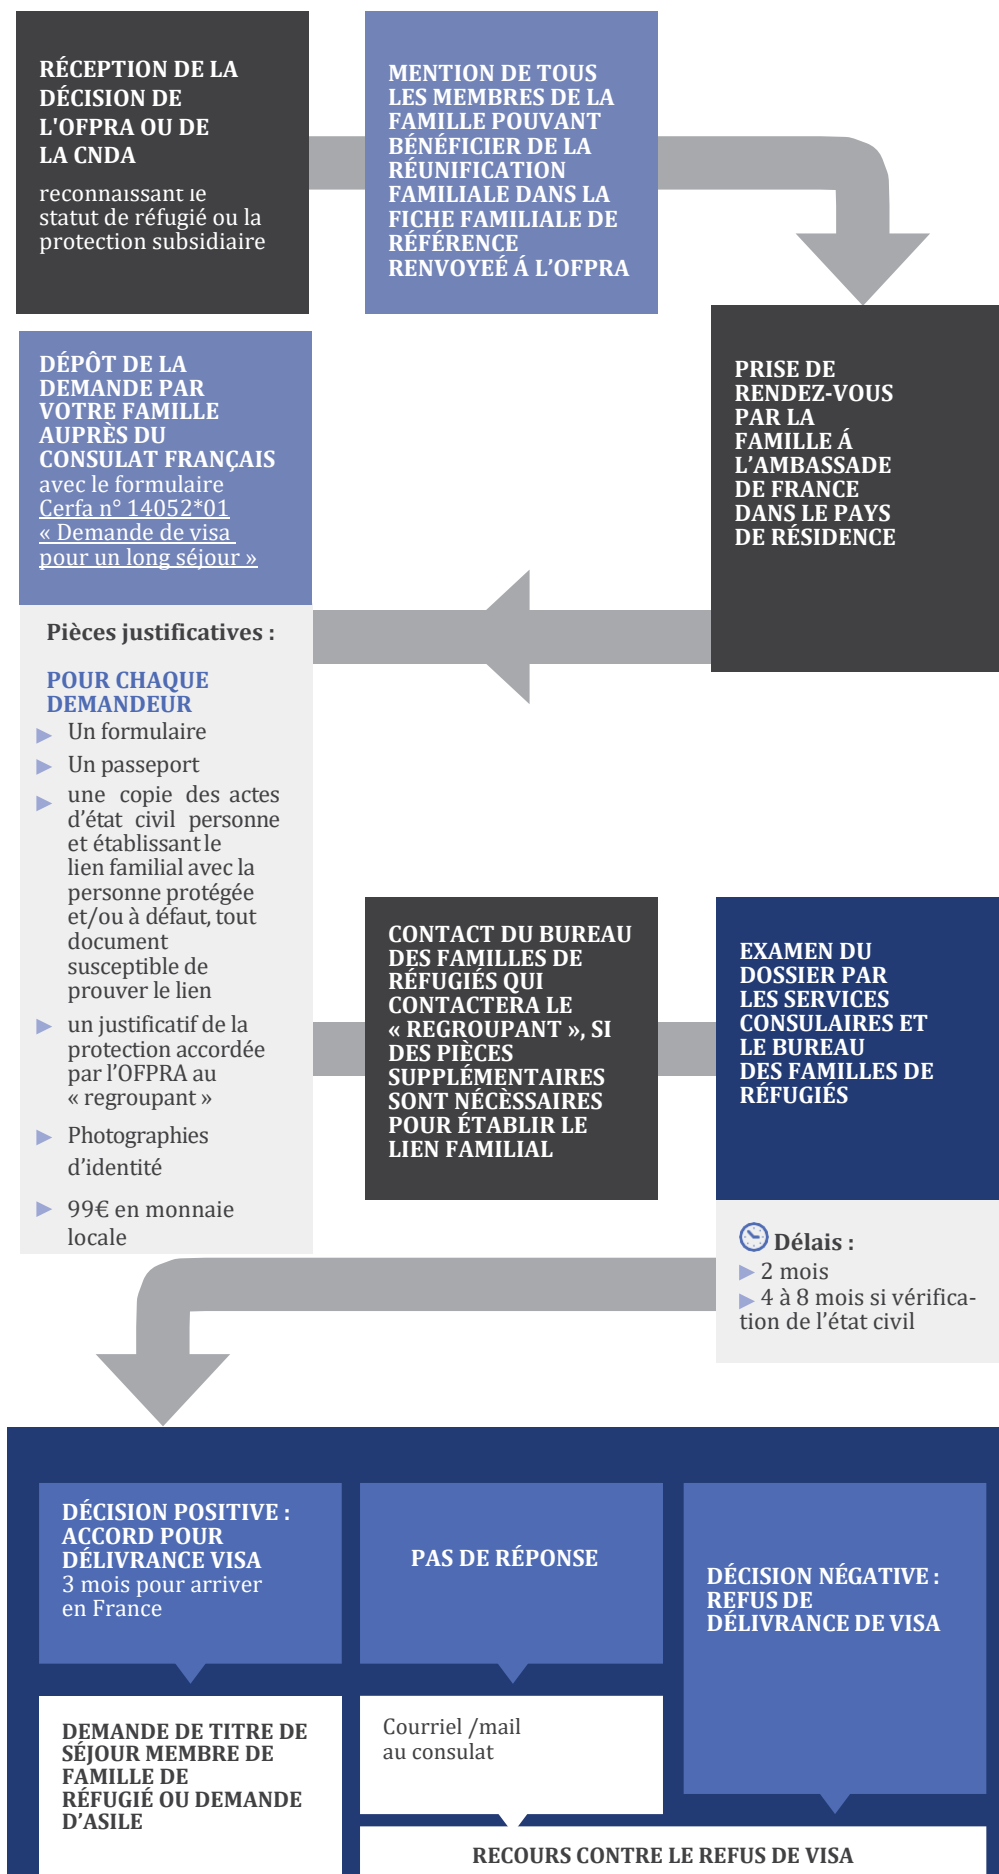 RÉCEPTION DE LA
DÉCISION DE
L'OFPRA OU DE
LA CNDA
reconnaissant le
statut de réfugié ou la
protection subsidiaire
MENTION DE TOUS
LES MEMBRES DE LA
FAMILLE POUVANT
BÉNÉFICIER DE LA
RÉUNIFICATION
FAMILIALE DANS LA
FICHE FAMILIALE DE
RÉFÉRENCE
RENVOYEÉ Á L’OFPRA
PRISE DE
RENDEZ-VOUS
PAR LA
FAMILLE Á
L’AMBASSADE
DE FRANCE
DANS LE PAYS
DE RÉSIDENCE
DÉPÔT DE LA
DEMANDE PAR
VOTRE FAMILLE
AUPRÈS DU
CONSULAT FRANÇAIS
avec le formulaire
Cerfa n° 14052*01
« Demande de visa
pour un long séjour »
Pièces justificatives :
POUR CHAQUE
DEMANDEUR
► Un formulaire
► Un passeport
► une copie des actes
d’état civil personne
et établissant le
lien familial avec la
personne protégée
et/ou à défaut, tout
document
susceptible de
prouver le lien
► un justificatif de la
protection accordée
par l’OFPRA au
« regroupant »
► Photographies
d’identité
► 99€ en monnaie
locale
CONTACT DU BUREAU
DES FAMILLES DE
RÉFUGIÉS QUI
CONTACTERA LE
« REGROUPANT », SI
DES PIÈCES
SUPPLÉMENTAIRES
SONT NÉCÈSSAIRES
POUR ÉTABLIR LE
LIEN FAMILIAL
EXAMEN DU
DOSSIER PAR
LES SERVICES
CONSULAIRES ET
LE BUREAU
DES FAMILLES DE
RÉFUGIÉS
Délais :
► 2 mois
► 4 à 8 mois si vérifica-
tion de l’état civil
DÉCISION POSITIVE :
ACCORD POUR
DÉLIVRANCE VISA
3 mois pour arriver
en France
PAS DE RÉPONSE
DÉCISION NÉGATIVE :
REFUS DE
DÉLIVRANCE DE VISA
DEMANDE DE TITRE DE
SÉJOUR MEMBRE DE
FAMILLE DE
RÉFUGIÉ OU DEMANDE
D’ASILE
Courriel /mail
au consulat
RECOURS CONTRE LE REFUS DE VISA